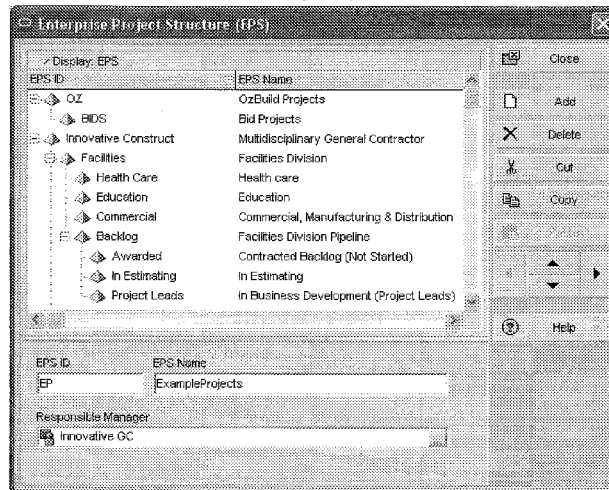 Enterprise Project Structure (EPS)
Display: EPS
EPS ID EPS Name
OZ OzBuild Projects
BIDS Bid Projects
Innovative Construct Multidisciplinary General Contractor
Facilities Facilities Division
Health Care Health care
Education Education
Commercial Commercial, Manufacturing & Distribution
Backlog Facilities Division Pipeline
Awarded Contracted Backlog (Not Started)
In Estimating In Estimating
Project Leads In Business Development (Project Leads)
Close
Add
Delete
Cut
Copy
Paste
Help
EPS ID EPS Name
EP ExampleProjects
Responsible Manager
Innovative GC